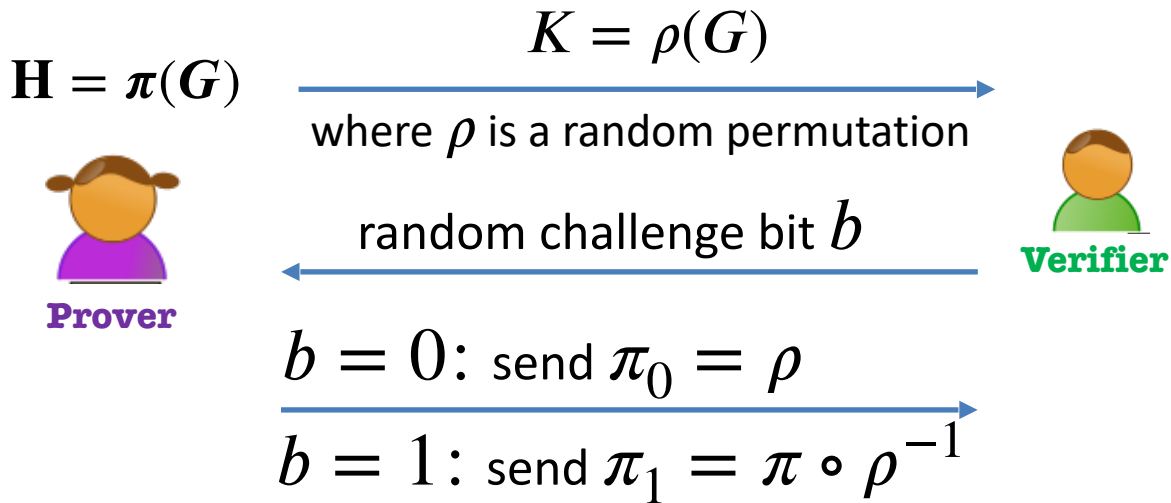 K = ρ(G)
H = π(G)
where ρ is a random permutation
random challenge bit b
Verifier
Prover
b = 0: send π₀ = ρ
b = 1: send π₁ = π ∘ ρ⁻¹